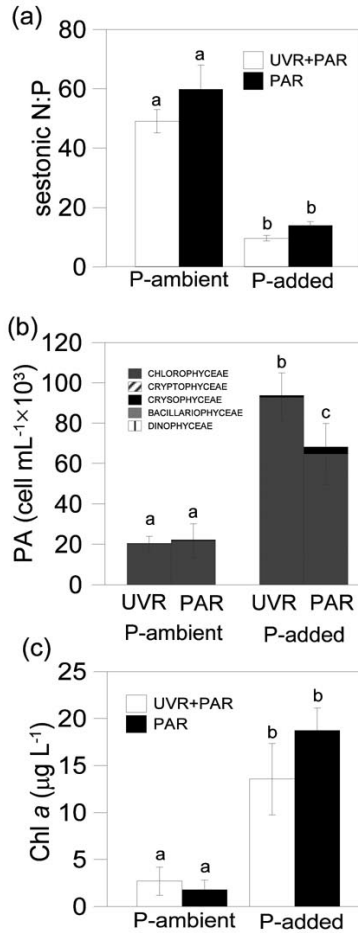 (a)
80
60
40
20
0
sestonic N:P
UVR+PAR
PAR
a
a
b
b
P-ambient
P-added
(b)
120
100
80
60
40
20
0
PA (cell mL⁻¹×10³)
CHLOROPHYCEAE
CRYPTOPHYCEAE
CRYSOPHYCEAE
BACILLARIOPHYCEAE
DINOPHYCEAE
a
a
b
c
UVR PAR UVR PAR
P-ambient P-added
(c)
25
20
15
10
5
0
Chl a (µg L⁻¹)
UVR+PAR
PAR
a
a
b
b
P-ambient P-added